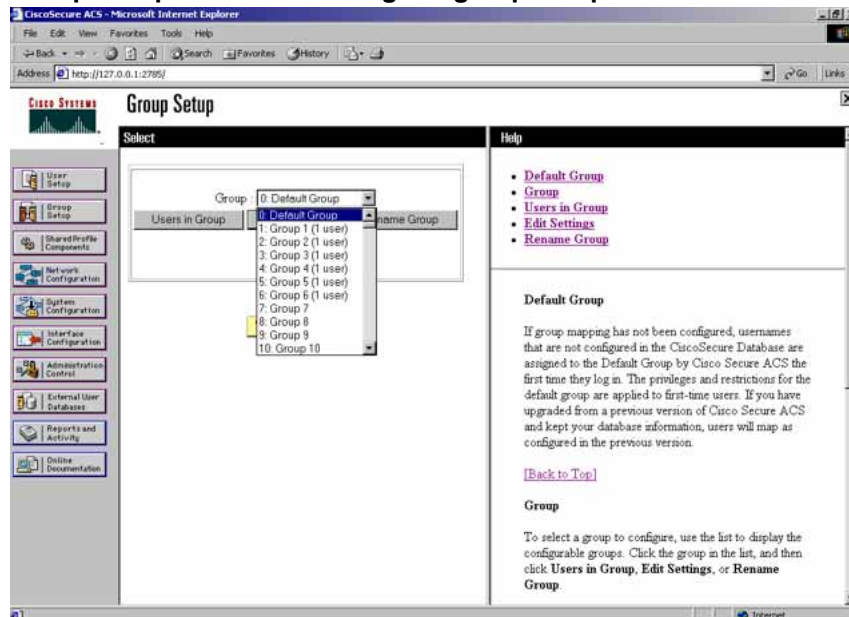 CiscoSecure ACS - Microsoft Internet Explorer
File Edit View Favorites Tools Help
Back Search Favorites History
Address http://127.0.0.1:2785/ Go Links
CISCO SYSTEMS
Group Setup
Select
Help
User Setup
Group Setup
Shared Profile Components
Network Configuration
System Configuration
Interface Configuration
Administration Control
External User Databases
Reports and Activity
Online Documentation
Group : 0: Default Group
Users in Group
name Group
0: Default Group
1: Group 1 (1 user)
2: Group 2 (1 user)
3: Group 3 (1 user)
4: Group 4 (1 user)
5: Group 5 (1 user)
6: Group 6 (1 user)
7: Group 7
8: Group 8
9: Group 9
10: Group 10
• Default Group
• Group
• Users in Group
• Edit Settings
• Rename Group
Default Group
If group mapping has not been configured, usernames
that are not configured in the CiscoSecure Database are
assigned to the Default Group by Cisco Secure ACS the
first time they log in. The privileges and restrictions for the
default group are applied to first-time users. If you have
upgraded from a previous version of Cisco Secure ACS
and kept your database information, users will map as
configured in the previous version.
[Back to Top]
Group
To select a group to configure, use the list to display the
configurable groups. Click the group in the list, and then
click Users in Group, Edit Settings, or Rename
Group.
Internet